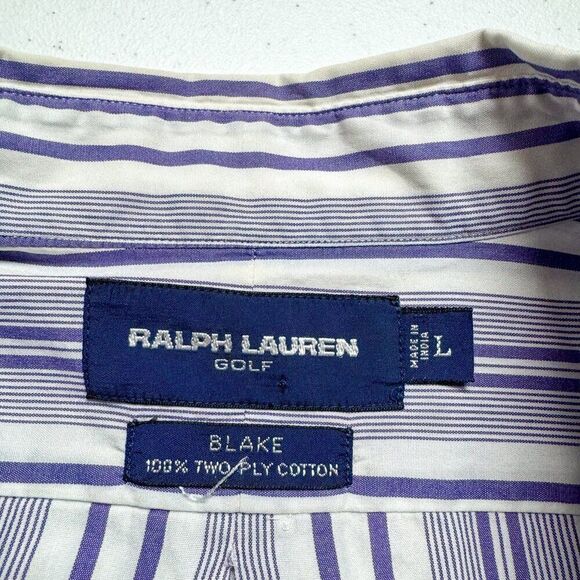 RALPH LAUREN
GOLF
MADE IN
INDIA
L
BLAKE
100% TWO PLY COTTON